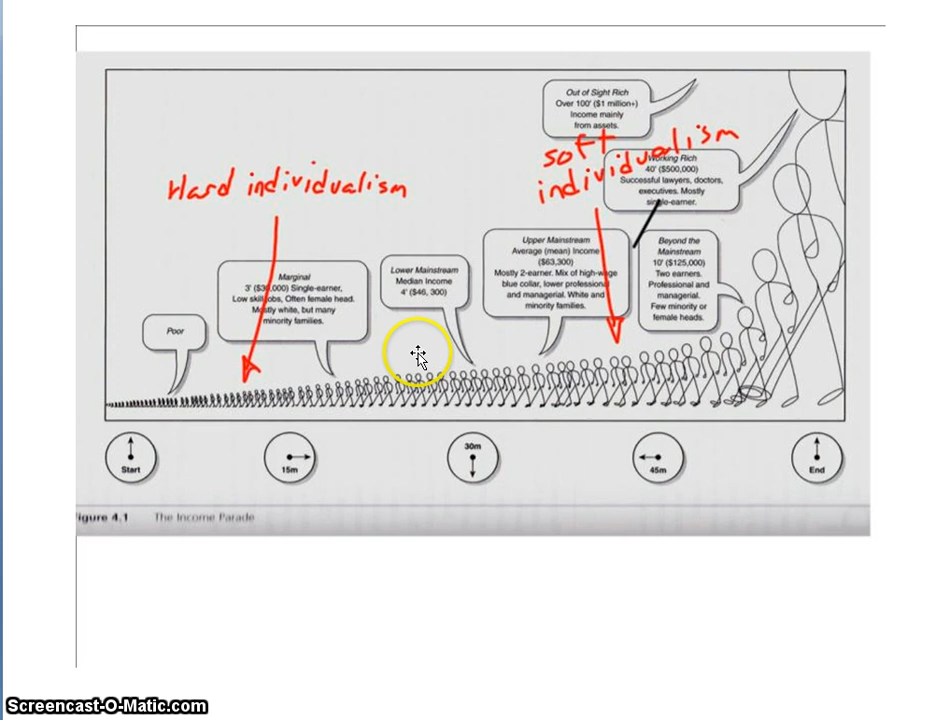 Out of Sight Rich
Over 100' ($1 million+)
Income mainly
from assets.
soft
individualism
Working Rich
40' ($500,000)
Successful lawyers, doctors,
executives. Mostly
single-earner.
Hard individualism
Upper Mainstream
Average (mean) Income
($63,300)
Mostly 2-earner. Mix of high-wage
blue collar, lower professional
and managerial. White and
minority families.
Beyond the
Mainstream
10' ($125,000)
Two earners.
Professional and
managerial.
Few minority or
female heads.
Lower Mainstream
Median Income
4' ($46, 300)
Marginal
3' Single-earner,
Low skill jobs, Often female head.
Mostly white, but many
minority families.
Poor
Start
15m
30m
45m
End
igure 4.1 The Income Parade
Screencast-O-Matic.com